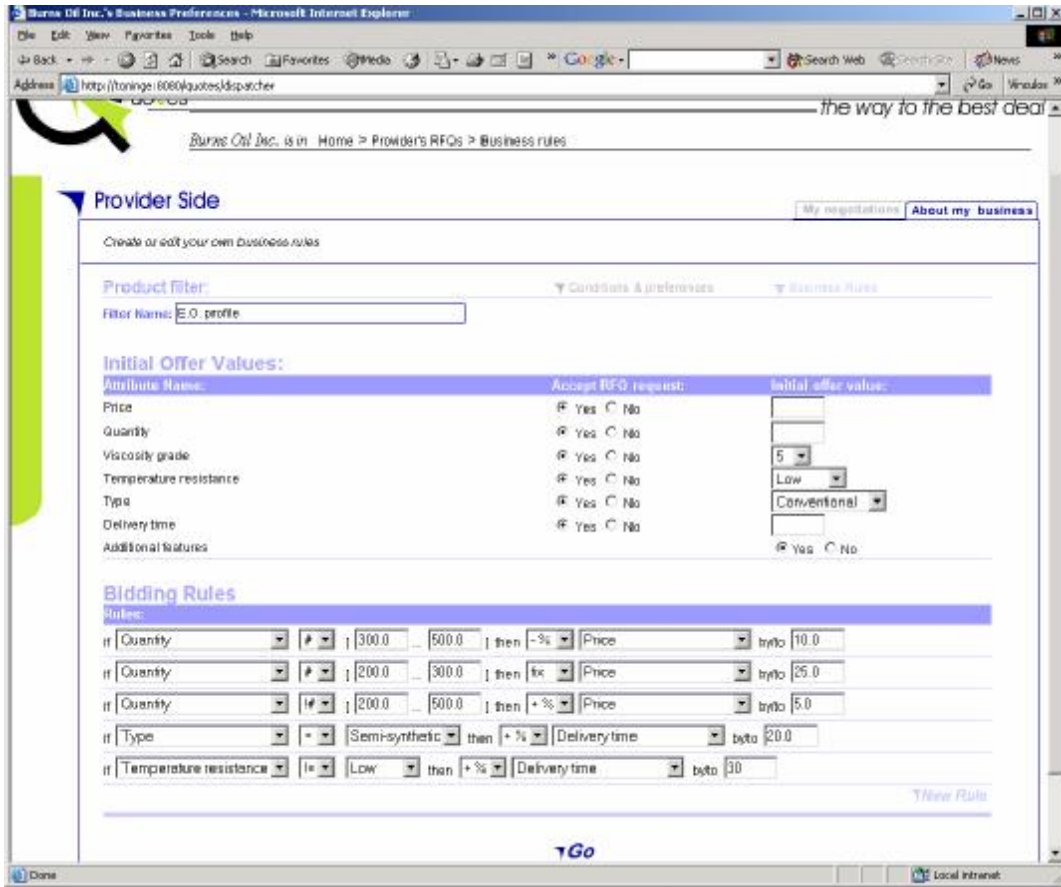 Burns Oil Inc.'s Business Preferences - Microsoft Internet Explorer
File Edit View Favorites Tools Help
Back Search Favorites Media » Google Search Web News »
Address http://toninge:8080/quotes/dispatcher Go Vínculos »
the way to the best deal
Burns Oil Inc. is in Home > Provider's RFQs > Business rules
Provider Side
My negotiations About my business
Create or edit your own business rules
Product filter: Conditions & preferences Business Rules
Filter Name: E.O. profile
Initial Offer Values:
Attribute Name: Accept RFQ request: Initial offer value:
Price Yes No
Quantity Yes No
Viscosity grade Yes No 5
Temperature resistance Yes No Low
Type Yes No Conventional
Delivery time Yes No
Additional features Yes No
Bidding Rules
Rules:
if Quantity # [ 300.0 ... 500.0 ] then - % Price by/to 10.0
if Quantity # [ 200.0 ... 300.0 ] then fix Price by/to 25.0
if Quantity !# [ 200.0 ... 500.0 ] then + % Price by/to 5.0
if Type = Semi-synthetic then + % Delivery time by/to 20.0
if Temperature resistance != Low then + % Delivery time by/to 30
New Rule
Go
Done Local intranet